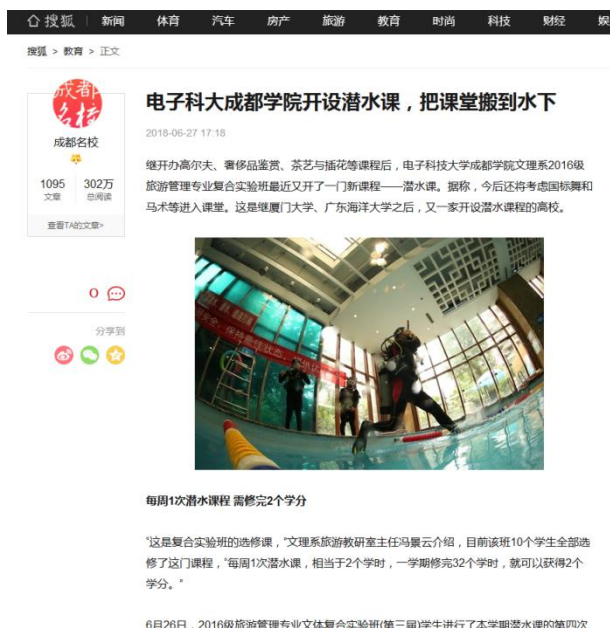 搜狐 新闻 体育 汽车 房产 旅游 教育 时尚 科技 财经 娱
搜狐 > 教育 > 正文
成都名校
成都名校
1095 302万
文章 总阅读
查看TA的文章>
0
分享到
电子科大成都学院开设潜水课，把课堂搬到水下
2018-06-27 17:18
继开办高尔夫、奢侈品鉴赏、茶艺与插花等课程后，电子科技大学成都学院文理系2016级
旅游管理专业复合实验班最近又开了一门新课程——潜水课。据称，今后还将考虑国标舞和
马术等进入课堂。这是继厦门大学、广东海洋大学之后，又一家开设潜水课程的高校。
安全，保持最佳状态，
每周1次潜水课程 需修完2个学分
“这是复合实验班的选修课，”文理系旅游教研室主任冯景云介绍，目前该班10个学生全部选
修了这门课程，“每周1次潜水课，相当于2个学时，一学期修完32个学时，就可以获得2个
学分。”
6月26日，2016级旅游管理专业文体复合实验班(第三届)学生进行了本学期潜水课的第四次